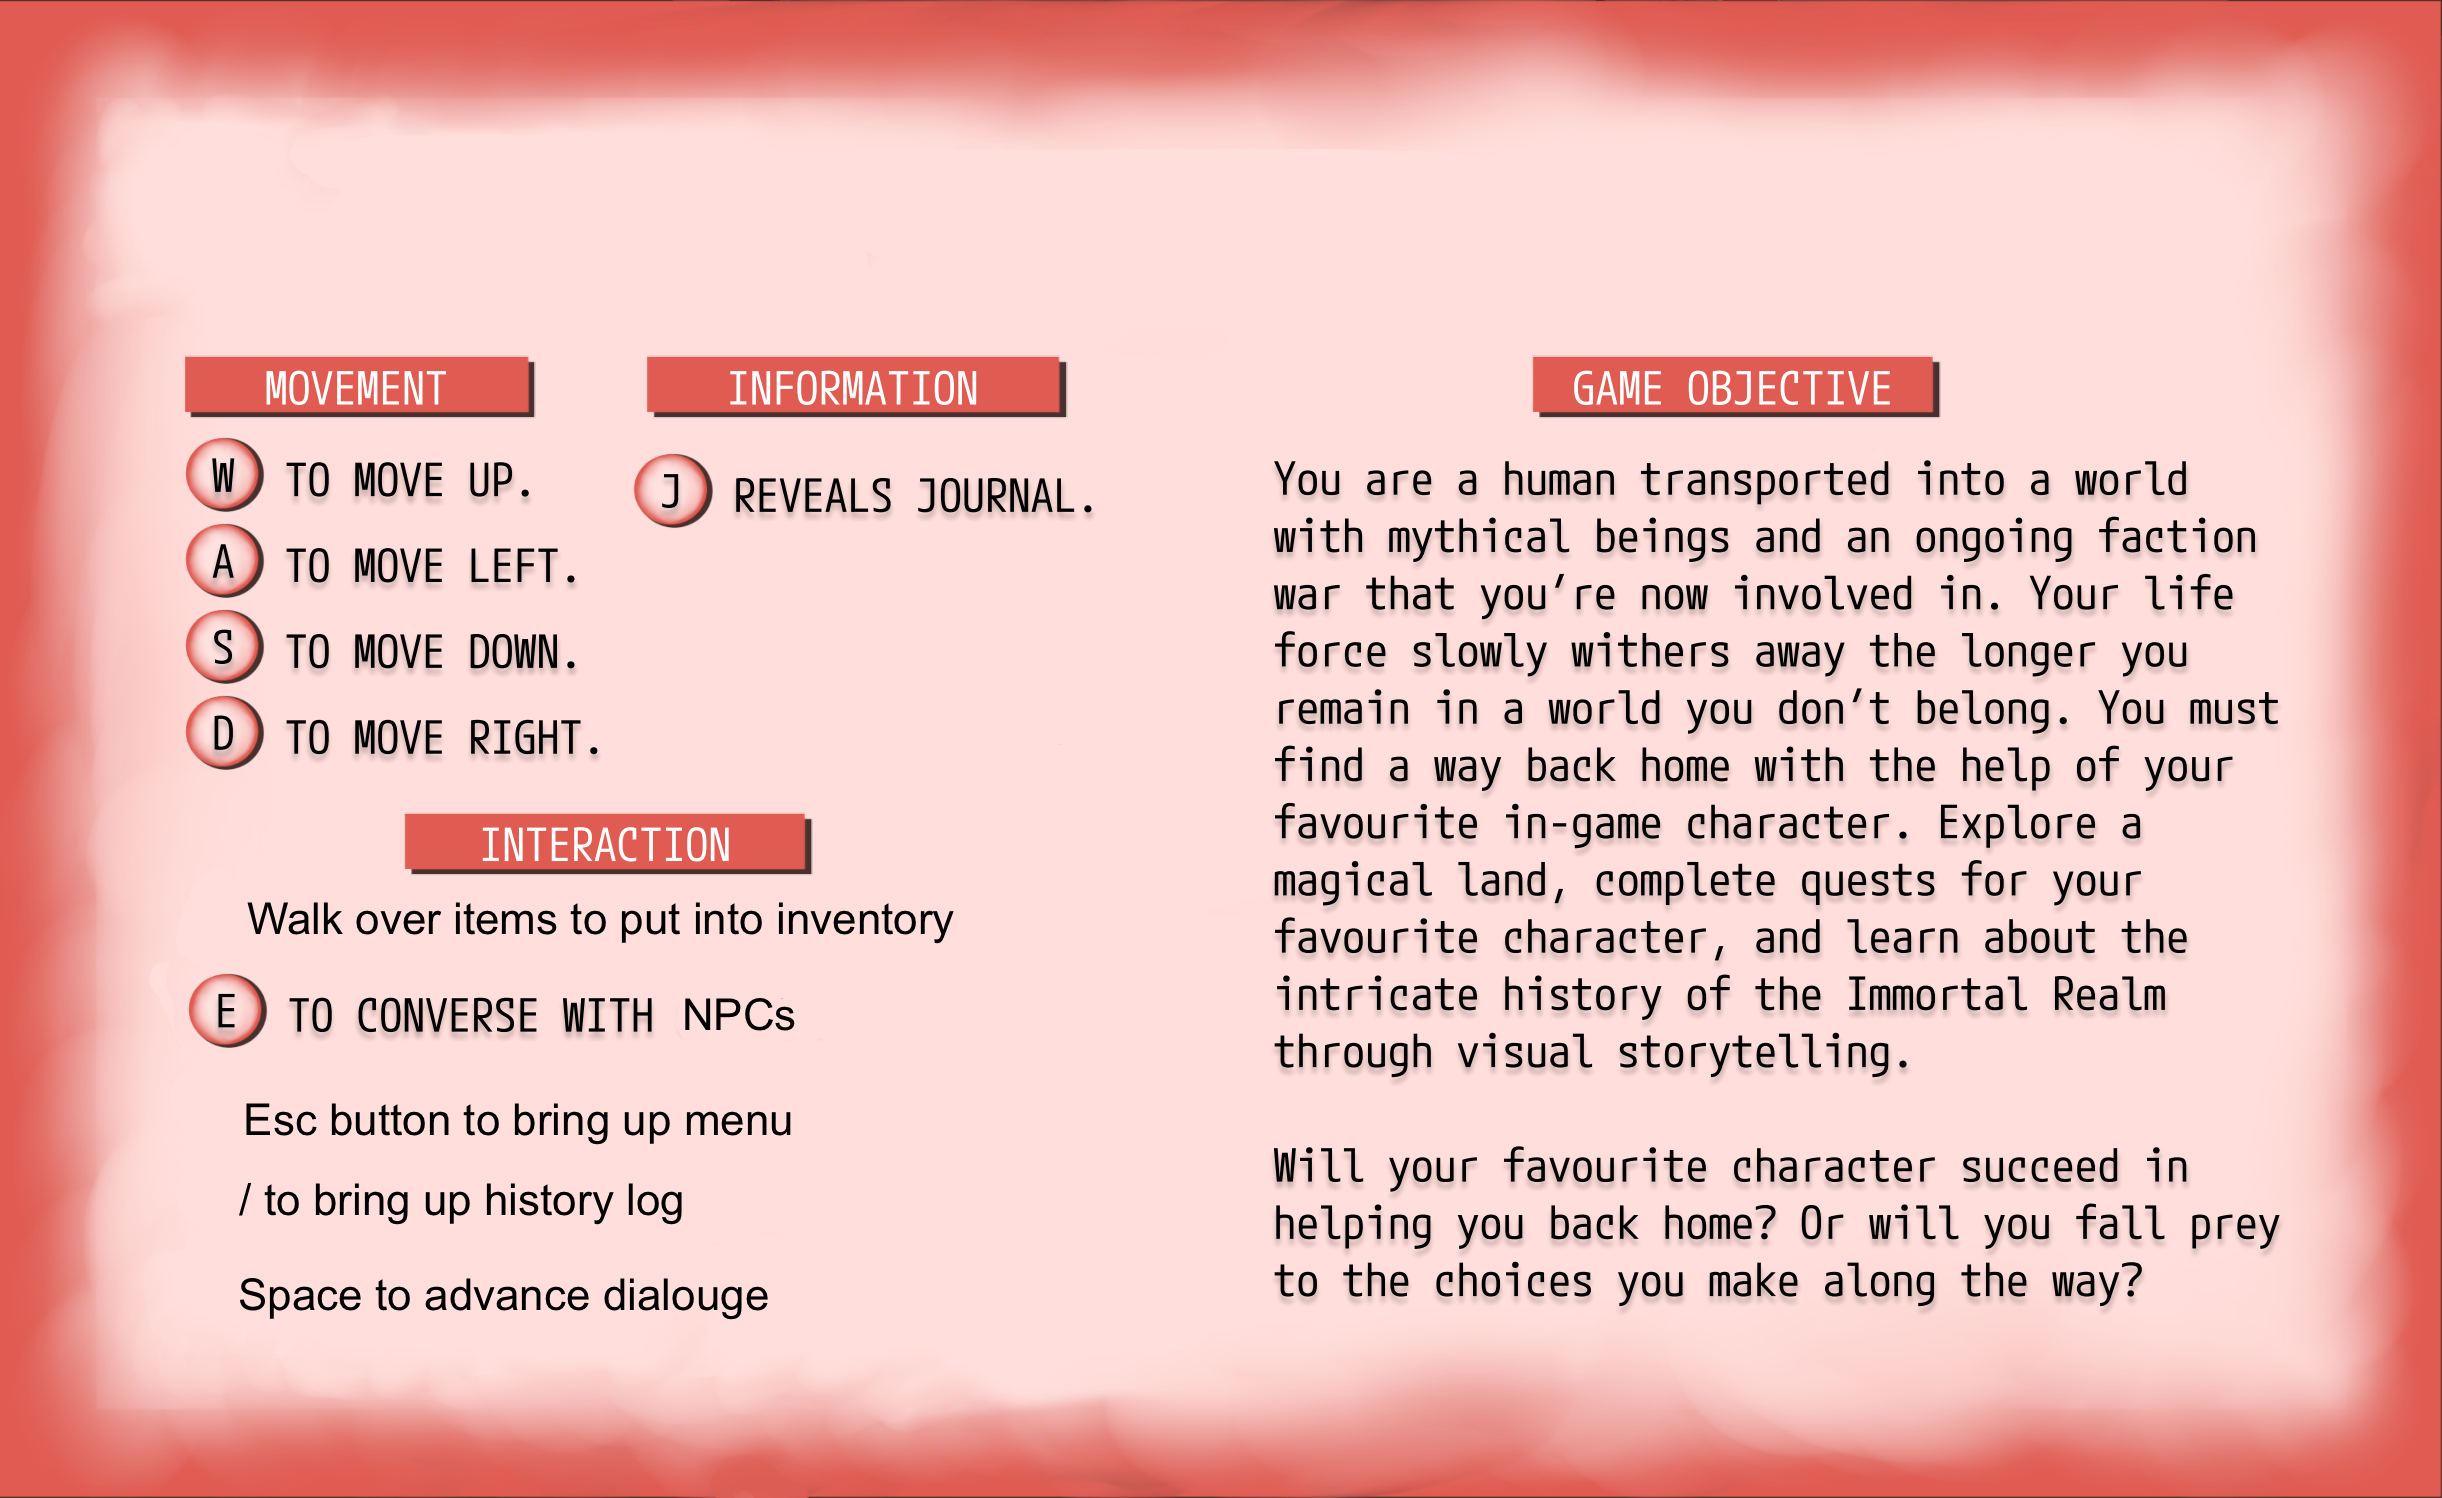 MOVEMENT
W TO MOVE UP.
A TO MOVE LEFT.
S TO MOVE DOWN.
D TO MOVE RIGHT.
INFORMATION
J REVEALS JOURNAL.
INTERACTION
Walk over items to put into inventory
E TO CONVERSE WITH NPCs
Esc button to bring up menu
/ to bring up history log
Space to advance dialouge
GAME OBJECTIVE
You are a human transported into a world
with mythical beings and an ongoing faction
war that you’re now involved in. Your life
force slowly withers away the longer you
remain in a world you don’t belong. You must
find a way back home with the help of your
favourite in-game character. Explore a
magical land, complete quests for your
favourite character, and learn about the
intricate history of the Immortal Realm
through visual storytelling.
Will your favourite character succeed in
helping you back home? Or will you fall prey
to the choices you make along the way?